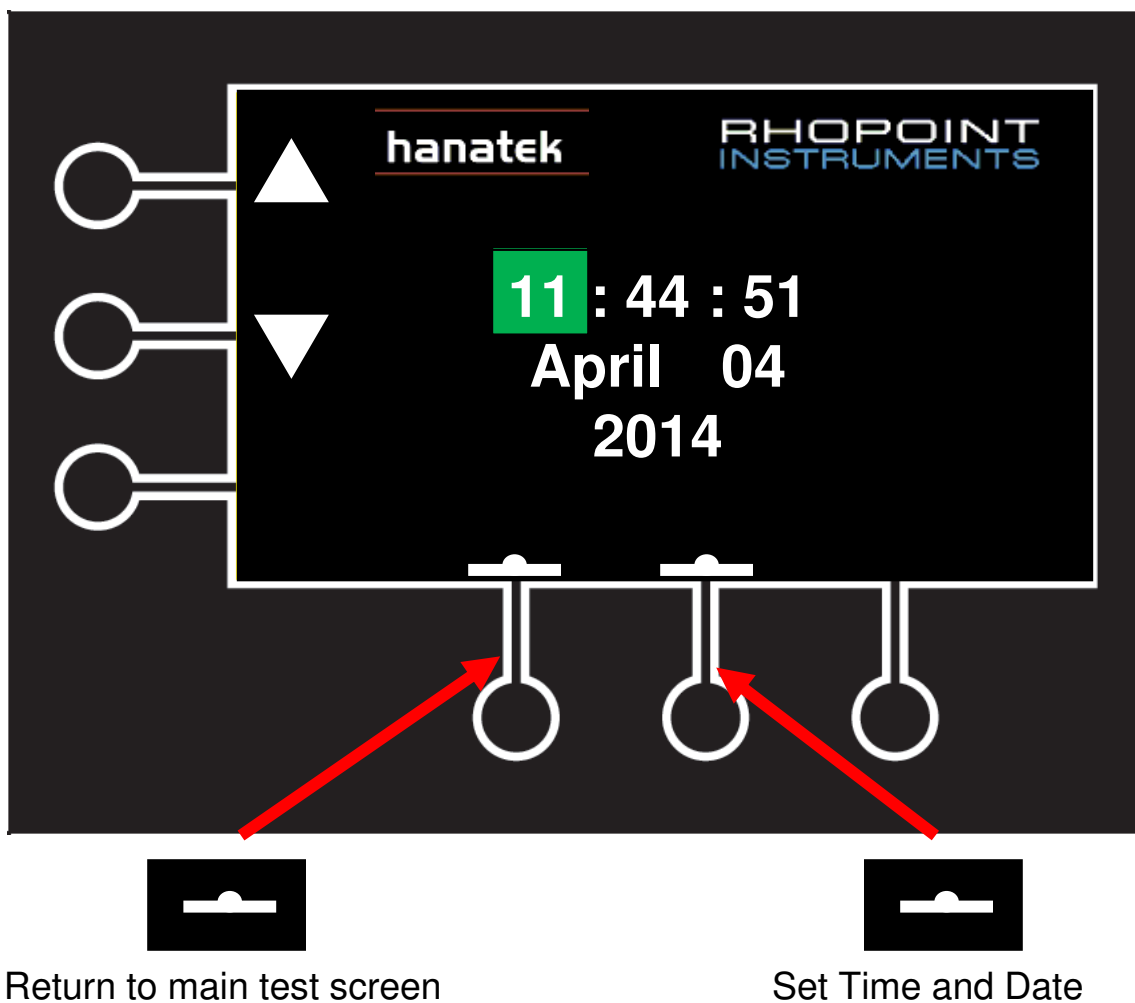 hanatek
RHOPOINT
INSTRUMENTS
11 : 44 : 51
April 04
2014
Return to main test screen
Set Time and Date